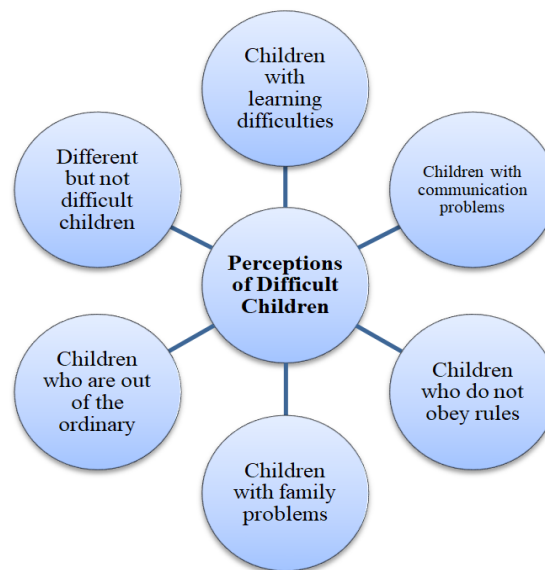 Children
with
learning
difficulties
Different
but not
difficult
children
Children with
communication
problems
Perceptions
of Difficult
Children
Children
who are out
of the
ordinary
Children
who do not
obey rules
Children
with family
problems